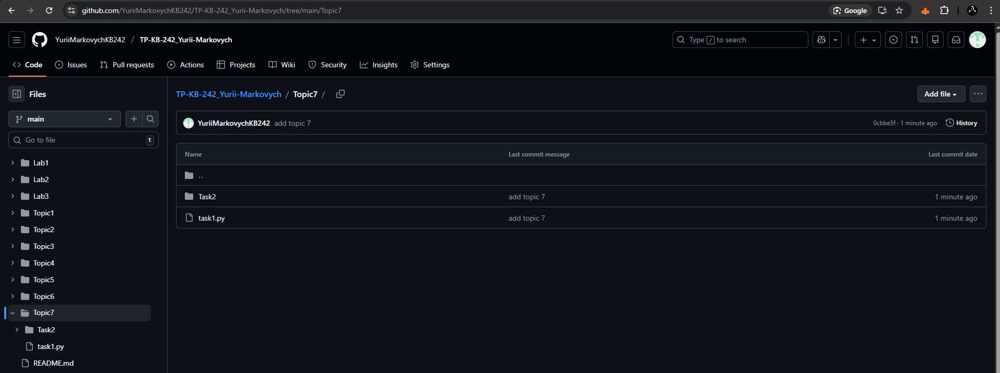 github.com/YuriiMarkovychKB242/TP-KB-242_Yurii-Markovych/tree/main/Topic7
Google
YuriiMarkovychKB242 / TP-KB-242_Yurii-Markovych
Type / to search
Code Issues Pull requests Actions Projects Wiki Security Insights Settings
Files
TP-KB-242_Yurii-Markovych / Topic7 /
Add file
main
YuriiMarkovychKB242 add topic 7
0cbbe5f · 1 minute ago History
Go to file t
Name Last commit message Last commit date
..
Task2 add topic 7 1 minute ago
task1.py add topic 7 1 minute ago
Lab1
Lab2
Lab3
Topic1
Topic2
Topic3
Topic4
Topic5
Topic6
Topic7
Task2
task1.py
README.md